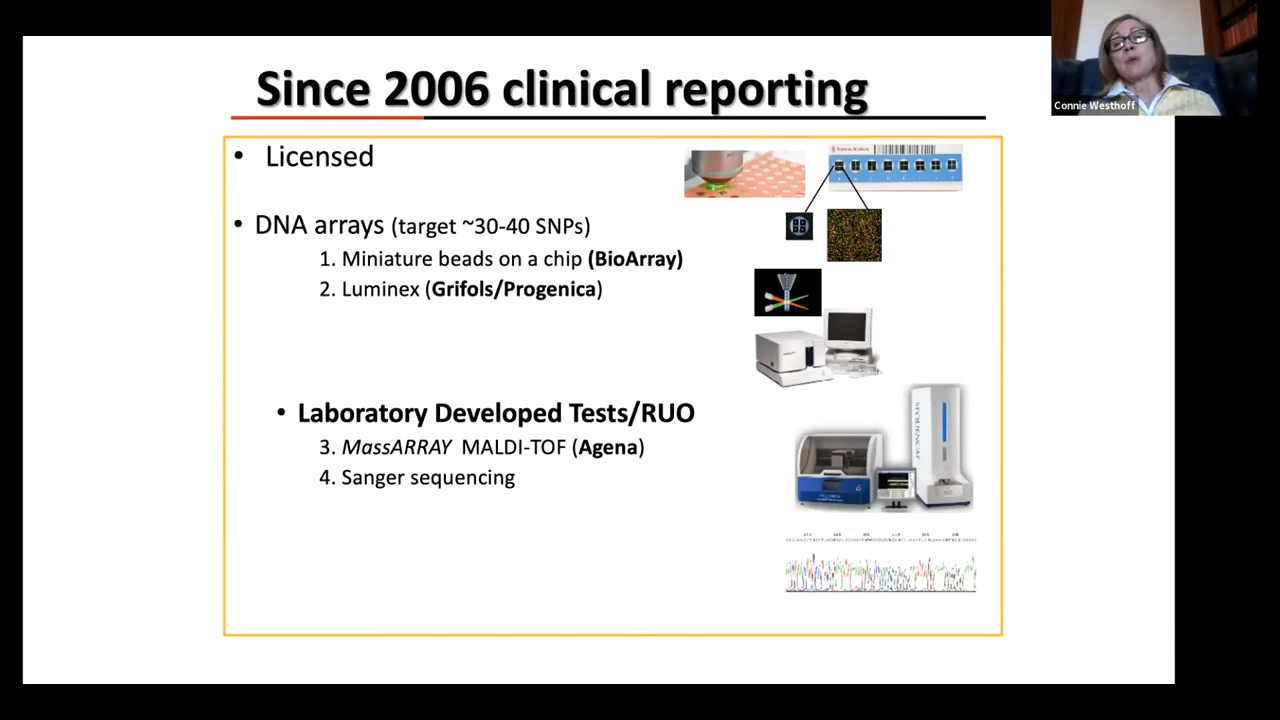 Since 2006 clinical reporting
Connie Westhoff
• Licensed
• DNA arrays (target ~30-40 SNPs)
1. Miniature beads on a chip (BioArray)
2. Luminex (Grifols/Progenica)
• Laboratory Developed Tests/RUO
3. MassARRAY MALDI-TOF (Agena)
4. Sanger sequencing